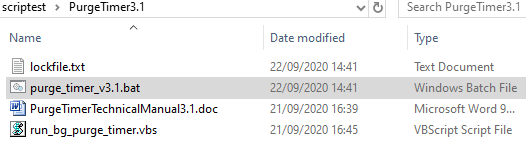 scriptest > PurgeTimer3.1 Search PurgeTimer3.1
Name Date modified Type
lockfile.txt 22/09/2020 14:41 Text Document
purge_timer_v3.1.bat 22/09/2020 14:41 Windows Batch File
PurgeTimerTechnicalManual3.1.doc 21/09/2020 16:39 Microsoft Word 9...
run_bg_purge_timer.vbs 21/09/2020 16:45 VBScript Script File